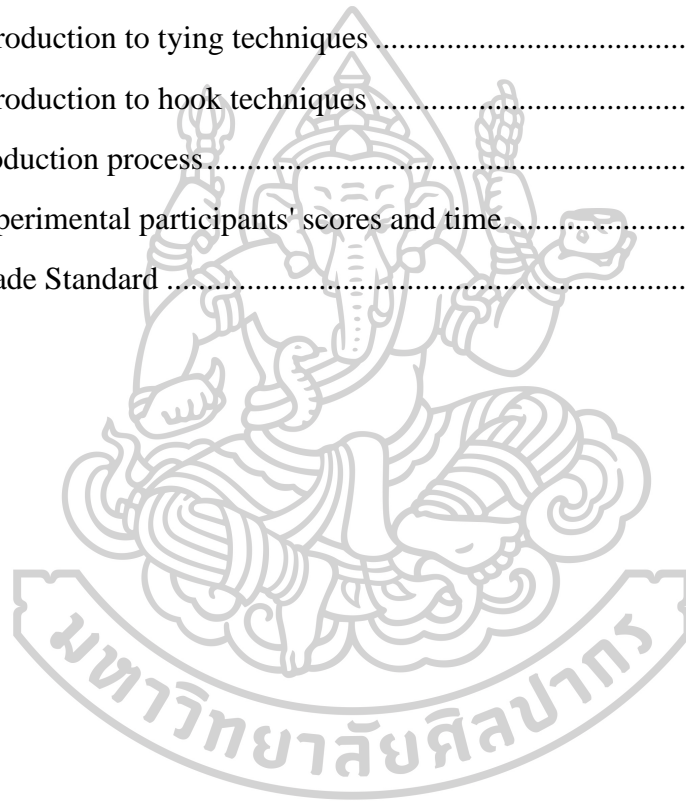 roduction to tying techniques ................................................
roduction to hook techniques ................................................
oduction process................................................
perimental participants' scores and time................................
ade Standard ................................................
มหาวิทยาลัยศิลปากร